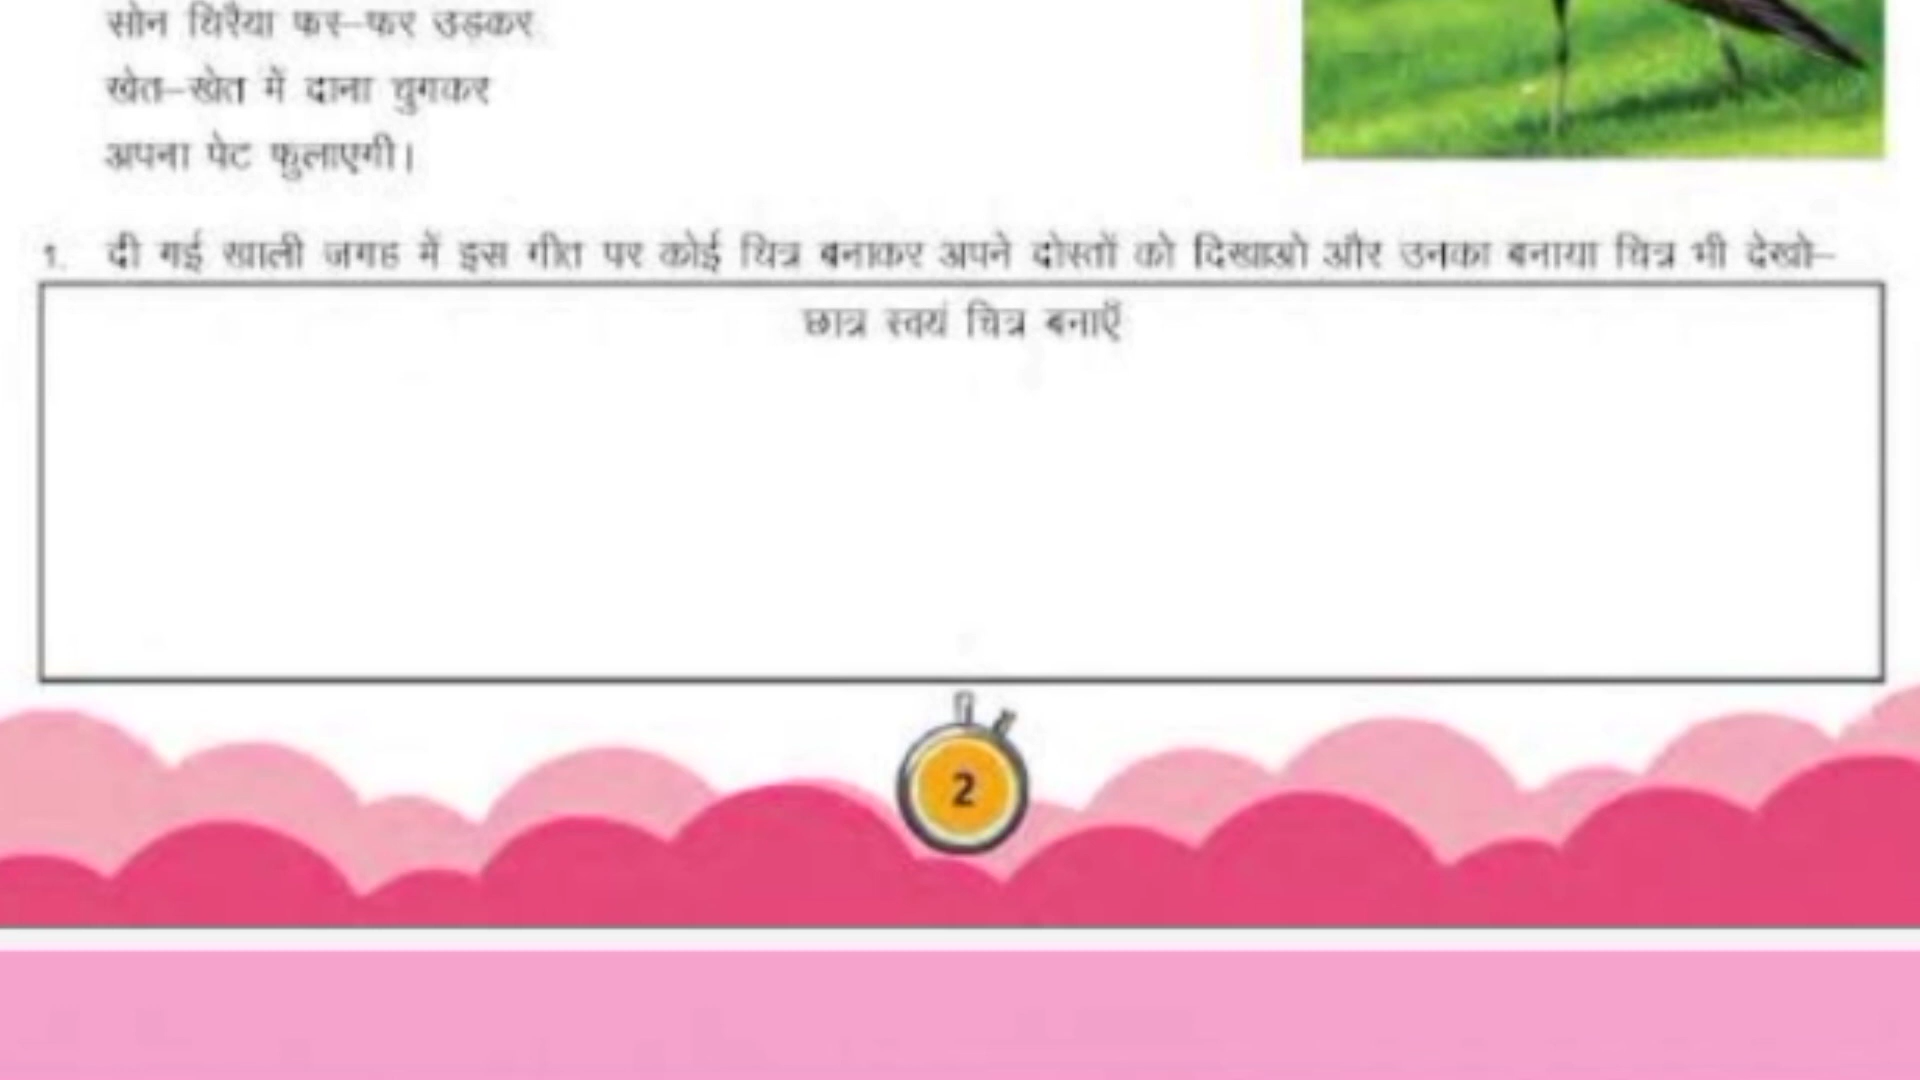 सोन चिरैया फर–फर उड़कर
खेत–खेत में दाना चुगकर
अपना पेट फुलाएगी।
1. दी गई खाली जगह में इस गीत पर कोई चित्र बनाकर अपने दोस्तों को दिखाओ और उनका बनाया चित्र भी देखो–
छात्र स्वयं चित्र बनाएँ
2